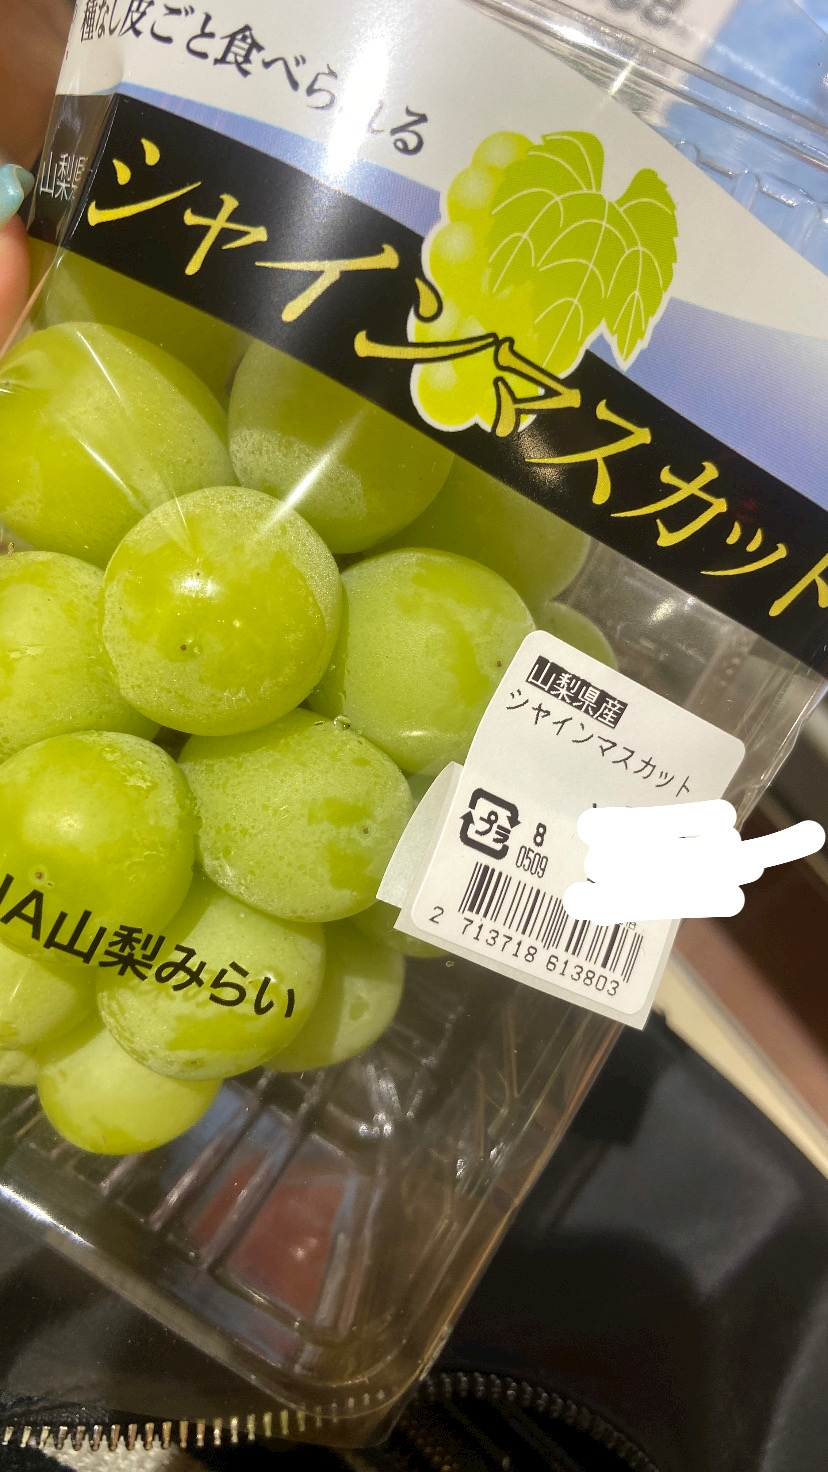 種なし皮ごと食べられる
山梨県
シャインマスカット
山梨県産
シャインマスカット
プラ
8
0509
2 713718 613803
JA山梨みらい